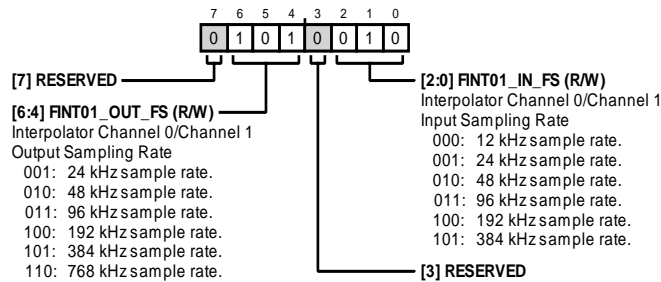 7 6 5 4 3 2 1 0
0 1 0 1 0 0 1 0
[7] RESERVED
[6:4] FINT01_OUT_FS (R/W)
Interpolator Channel 0/Channel 1
Output Sampling Rate
001: 24 kHz sample rate.
010: 48 kHz sample rate.
011: 96 kHz sample rate.
100: 192 kHz sample rate.
101: 384 kHz sample rate.
110: 768 kHz sample rate.
[2:0] FINT01_IN_FS (R/W)
Interpolator Channel 0/Channel 1
Input Sampling Rate
000: 12 kHz sample rate.
001: 24 kHz sample rate.
010: 48 kHz sample rate.
011: 96 kHz sample rate.
100: 192 kHz sample rate.
101: 384 kHz sample rate.
[3] RESERVED